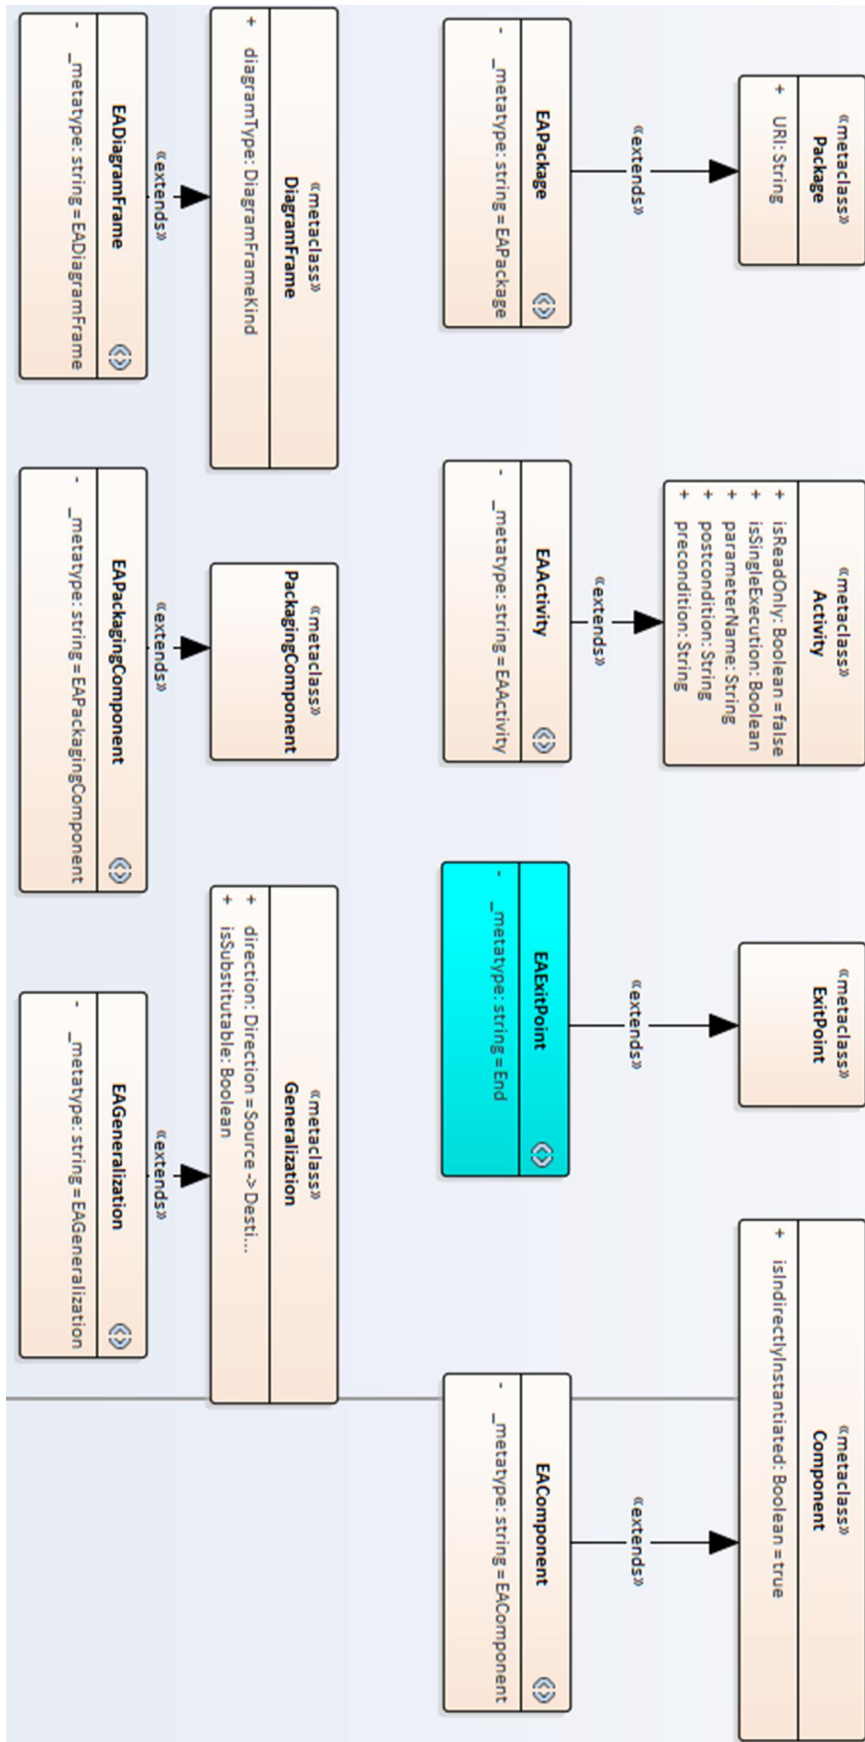 «metaclass»
Package
+ URI: String
«extends»
EAPackage
- _metatype: string = EAPackage
«metaclass»
Activity
+ isReadOnly: Boolean = false
+ isSingleExecution: Boolean
+ parameterName: String
+ postcondition: String
+ precondition: String
«extends»
EAActivity
- _metatype: string = EAActivity
«metaclass»
ExitPoint
«extends»
EAExitPoint
- _metatype: string = End
«metaclass»
Component
+ isIndirectlyInstantiated: Boolean = true
«extends»
EAComponent
- _metatype: string = EAComponent
«metaclass»
DiagramFrame
+ diagramType: DiagramFrameKind
«extends»
EADiagramFrame
- _metatype: string = EADiagramFrame
«metaclass»
PackagingComponent
«extends»
EAPackagingComponent
- _metatype: string = EAPackagingComponent
«metaclass»
Generalization
+ direction: Direction = Source -> Desti...
+ isSubstitutable: Boolean
«extends»
EAGeneralization
- _metatype: string = EAGeneralization